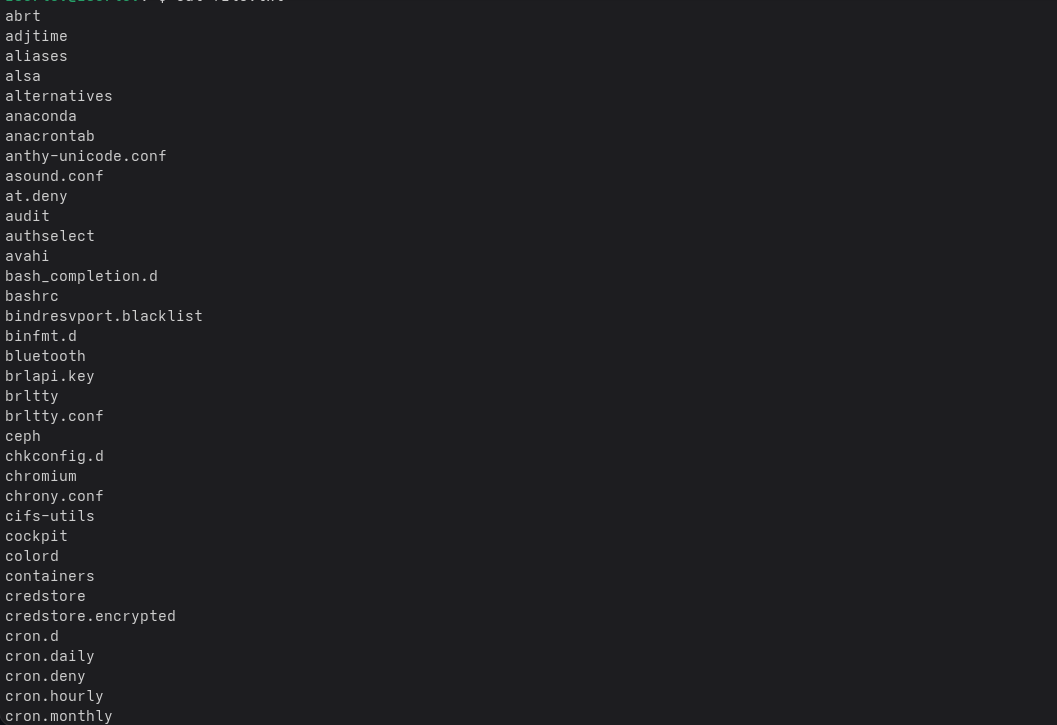 abrt
adjtime
aliases
alsa
alternatives
anaconda
anacrontab
anthy-unicode.conf
asound.conf
at.deny
audit
authselect
avahi
bash_completion.d
bashrc
bindresvport.blacklist
binfmt.d
bluetooth
brlapi.key
brltty
brltty.conf
ceph
chkconfig.d
chromium
chrony.conf
cifs-utils
cockpit
colord
containers
credstore
credstore.encrypted
cron.d
cron.daily
cron.deny
cron.hourly
cron.monthly